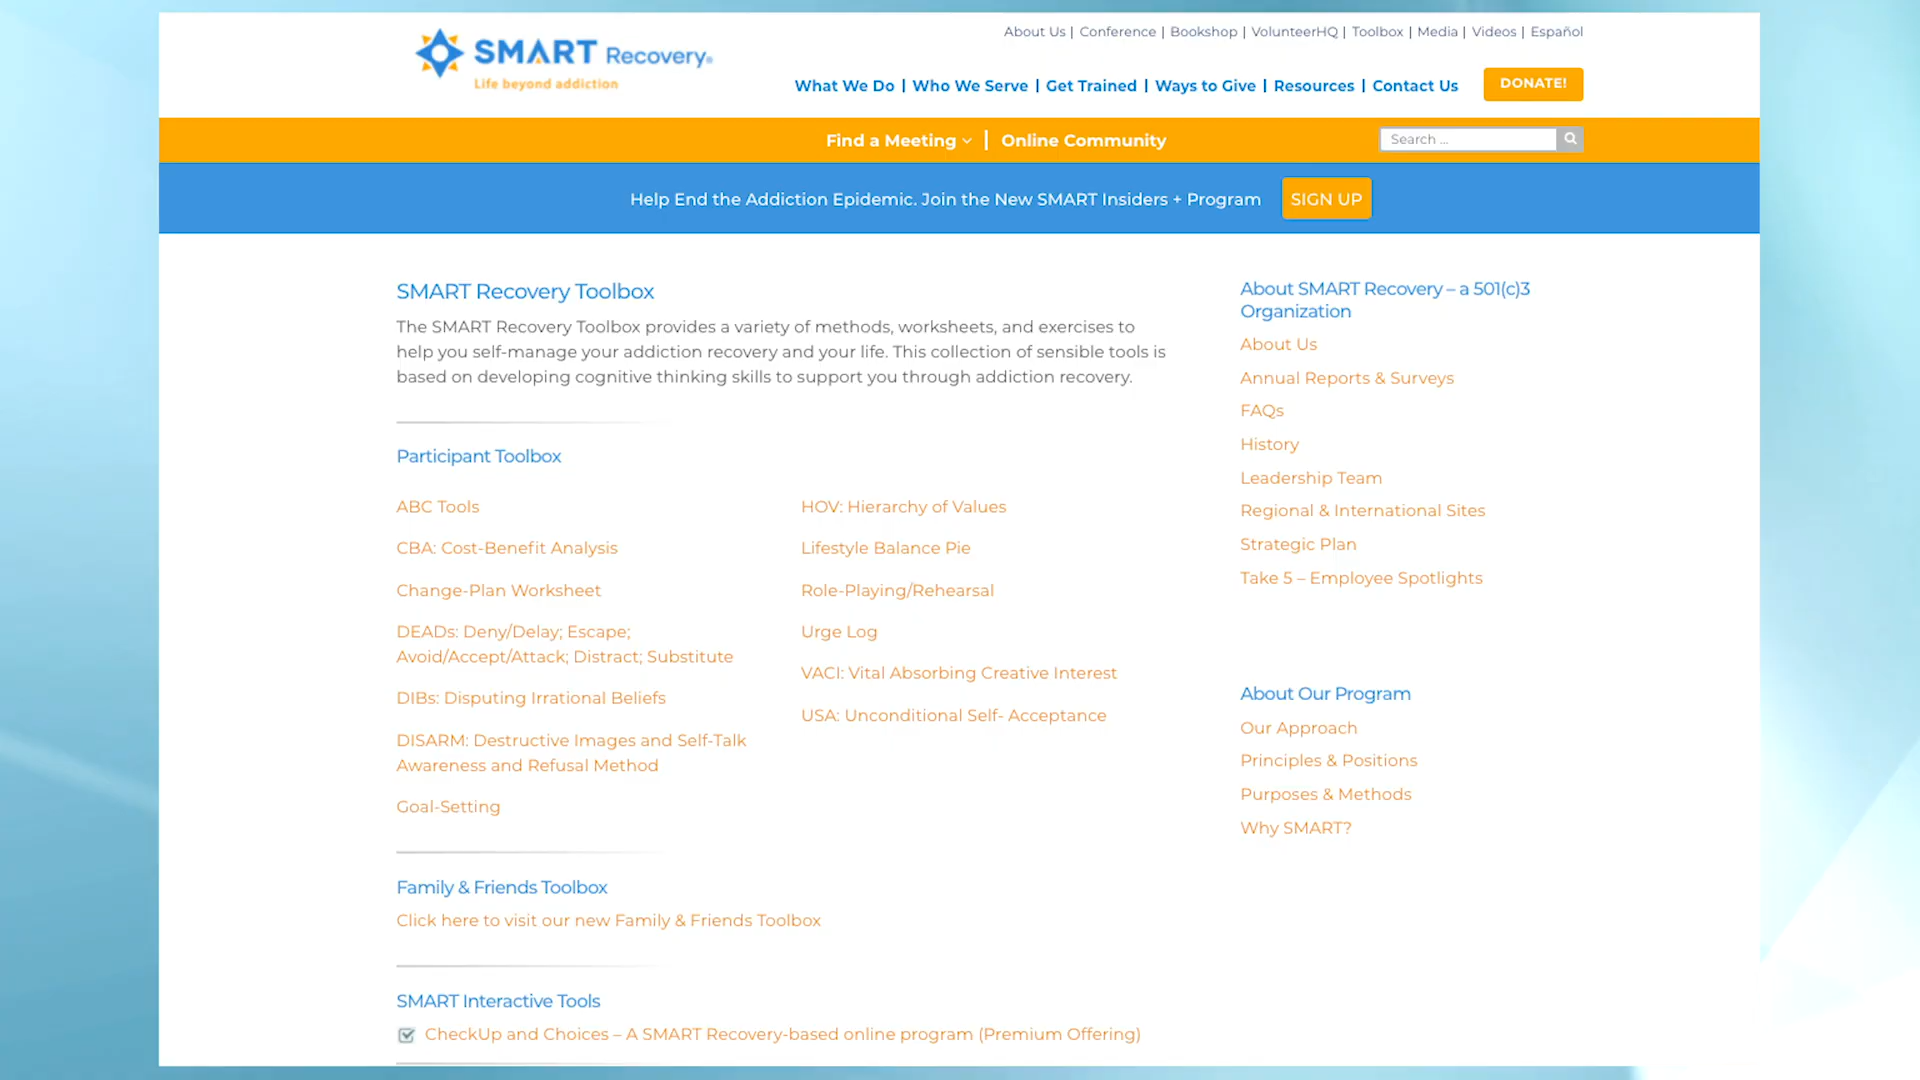 About Us | Conference | Bookshop | VolunteerHQ | Toolbox | Media | Videos | Español
SMART Recovery®
Life beyond addiction
What We Do | Who We Serve | Get Trained | Ways to Give | Resources | Contact Us
DONATE!
Find a Meeting | Online Community
Search ...
Help End the Addiction Epidemic. Join the New SMART Insiders + Program
SIGN UP
SMART Recovery Toolbox
The SMART Recovery Toolbox provides a variety of methods, worksheets, and exercises to
help you self-manage your addiction recovery and your life. This collection of sensible tools is
based on developing cognitive thinking skills to support you through addiction recovery.
Participant Toolbox
ABC Tools
CBA: Cost-Benefit Analysis
Change-Plan Worksheet
DEADs: Deny/Delay; Escape;
Avoid/Accept/Attack; Distract; Substitute
DIBs: Disputing Irrational Beliefs
DISARM: Destructive Images and Self-Talk
Awareness and Refusal Method
Goal-Setting
HOV: Hierarchy of Values
Lifestyle Balance Pie
Role-Playing/Rehearsal
Urge Log
VACI: Vital Absorbing Creative Interest
USA: Unconditional Self- Acceptance
Family & Friends Toolbox
Click here to visit our new Family & Friends Toolbox
SMART Interactive Tools
CheckUp and Choices – A SMART Recovery-based online program (Premium Offering)
About SMART Recovery – a 501(c)3
Organization
About Us
Annual Reports & Surveys
FAQs
History
Leadership Team
Regional & International Sites
Strategic Plan
Take 5 – Employee Spotlights
About Our Program
Our Approach
Principles & Positions
Purposes & Methods
Why SMART?